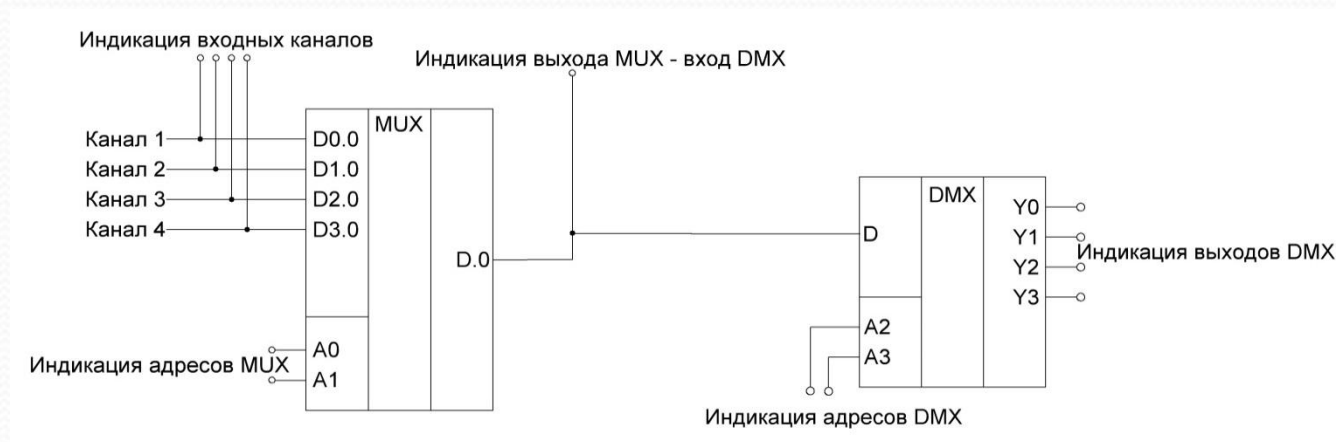 Индикация входных каналов
Индикация выхода MUX - вход DMX
Канал 1
Канал 2
Канал 3
Канал 4
D0.0
D1.0
D2.0
D3.0
MUX
D.0
A0
A1
Индикация адресов MUX
D
DMX
A2
A3
Y0
Y1
Y2
Y3
Индикация выходов DMX
Индикация адресов DMX